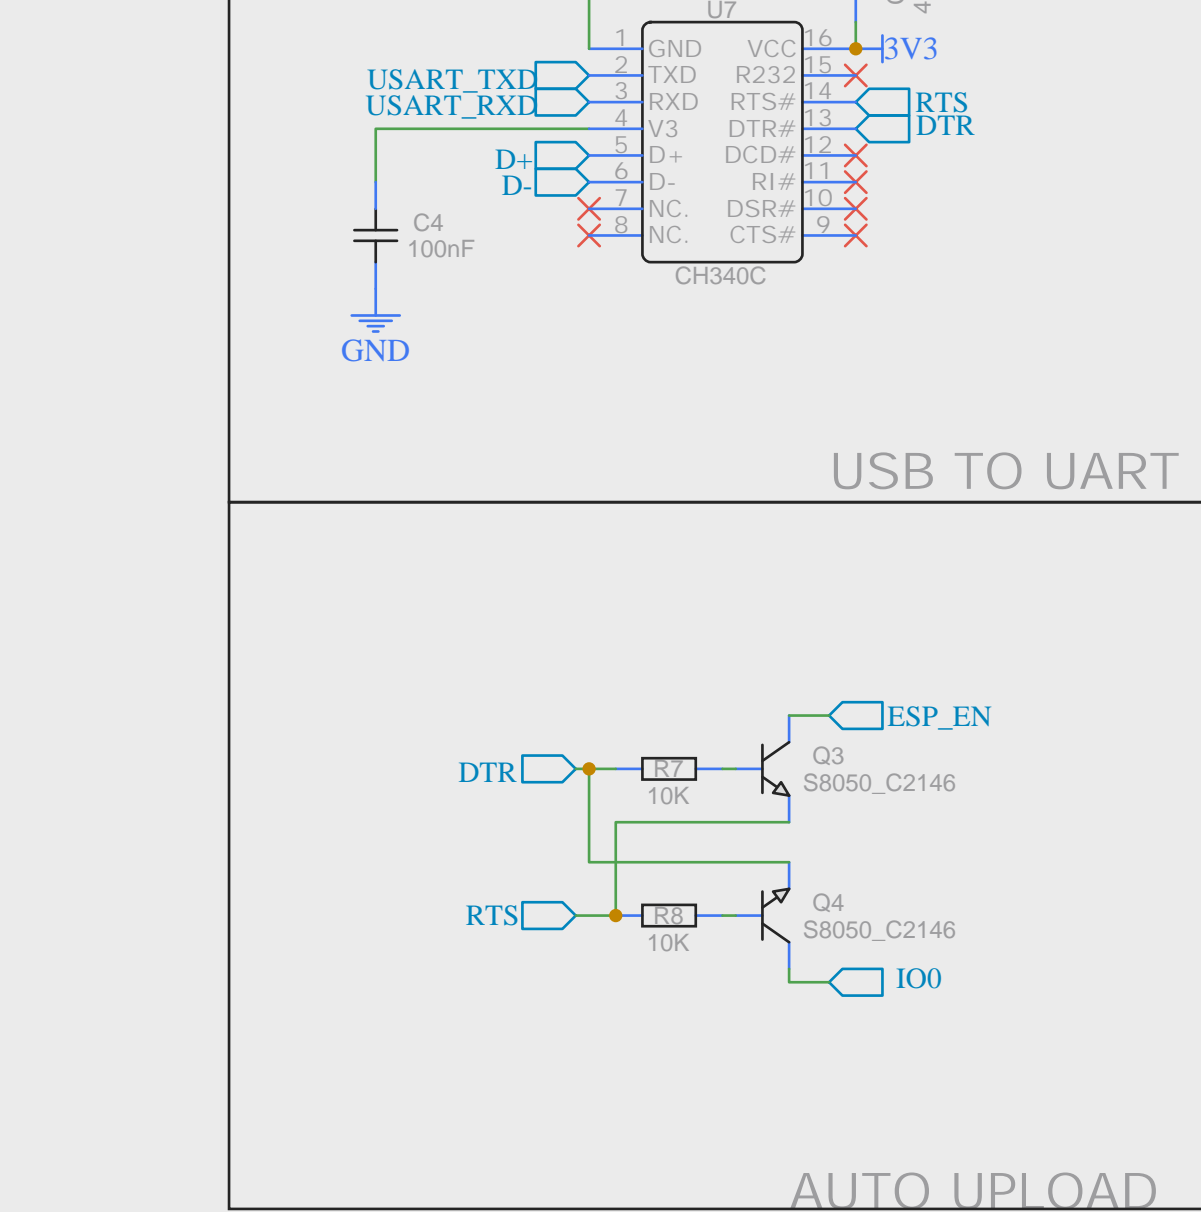 U7
1 GND VCC 16 3V3
USART_TXD 2 TXD R232 15
USART_RXD 3 RXD RTS# 14 RTS
4 V3 DTR# 13 DTR
D+ 5 D+ DCD# 12
D- 6 D- RI# 11
7 NC. DSR# 10
8 NC. CTS# 9
CH340C
C4
100nF
GND
USB TO UART
ESP_EN
DTR
R7
10K
Q3
S8050_C2146
RTS
R8
10K
Q4
S8050_C2146
IO0
AUTO UPLOAD